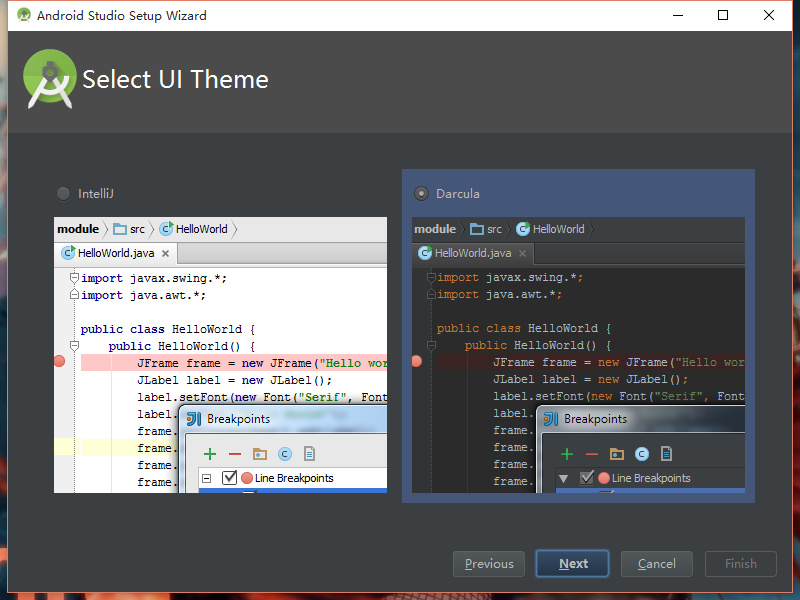 Android Studio Setup Wizard
Select UI Theme
IntelliJ
module src HelloWorld
HelloWorld.java
import javax.swing.*;
import java.awt.*;
public class HelloWorld {
public HelloWorld() {
JFrame frame = new JFrame("Hello wor
JLabel label = new JLabel();
label.setFont(new Font("Serif", Font
label.
frame.
frame.
frame.
frame.
Breakpoints
Line Breakpoints
Darcula
module src HelloWorld
HelloWorld.java
import javax.swing.*;
import java.awt.*;
public class HelloWorld {
public HelloWorld() {
JFrame frame = new JFrame("Hello wor
JLabel label = new JLabel();
label.setFont(new Font("Serif", Font
label.
frame.
frame.
frame.
frame.
Breakpoints
Line Breakpoints
Previous Next Cancel Finish